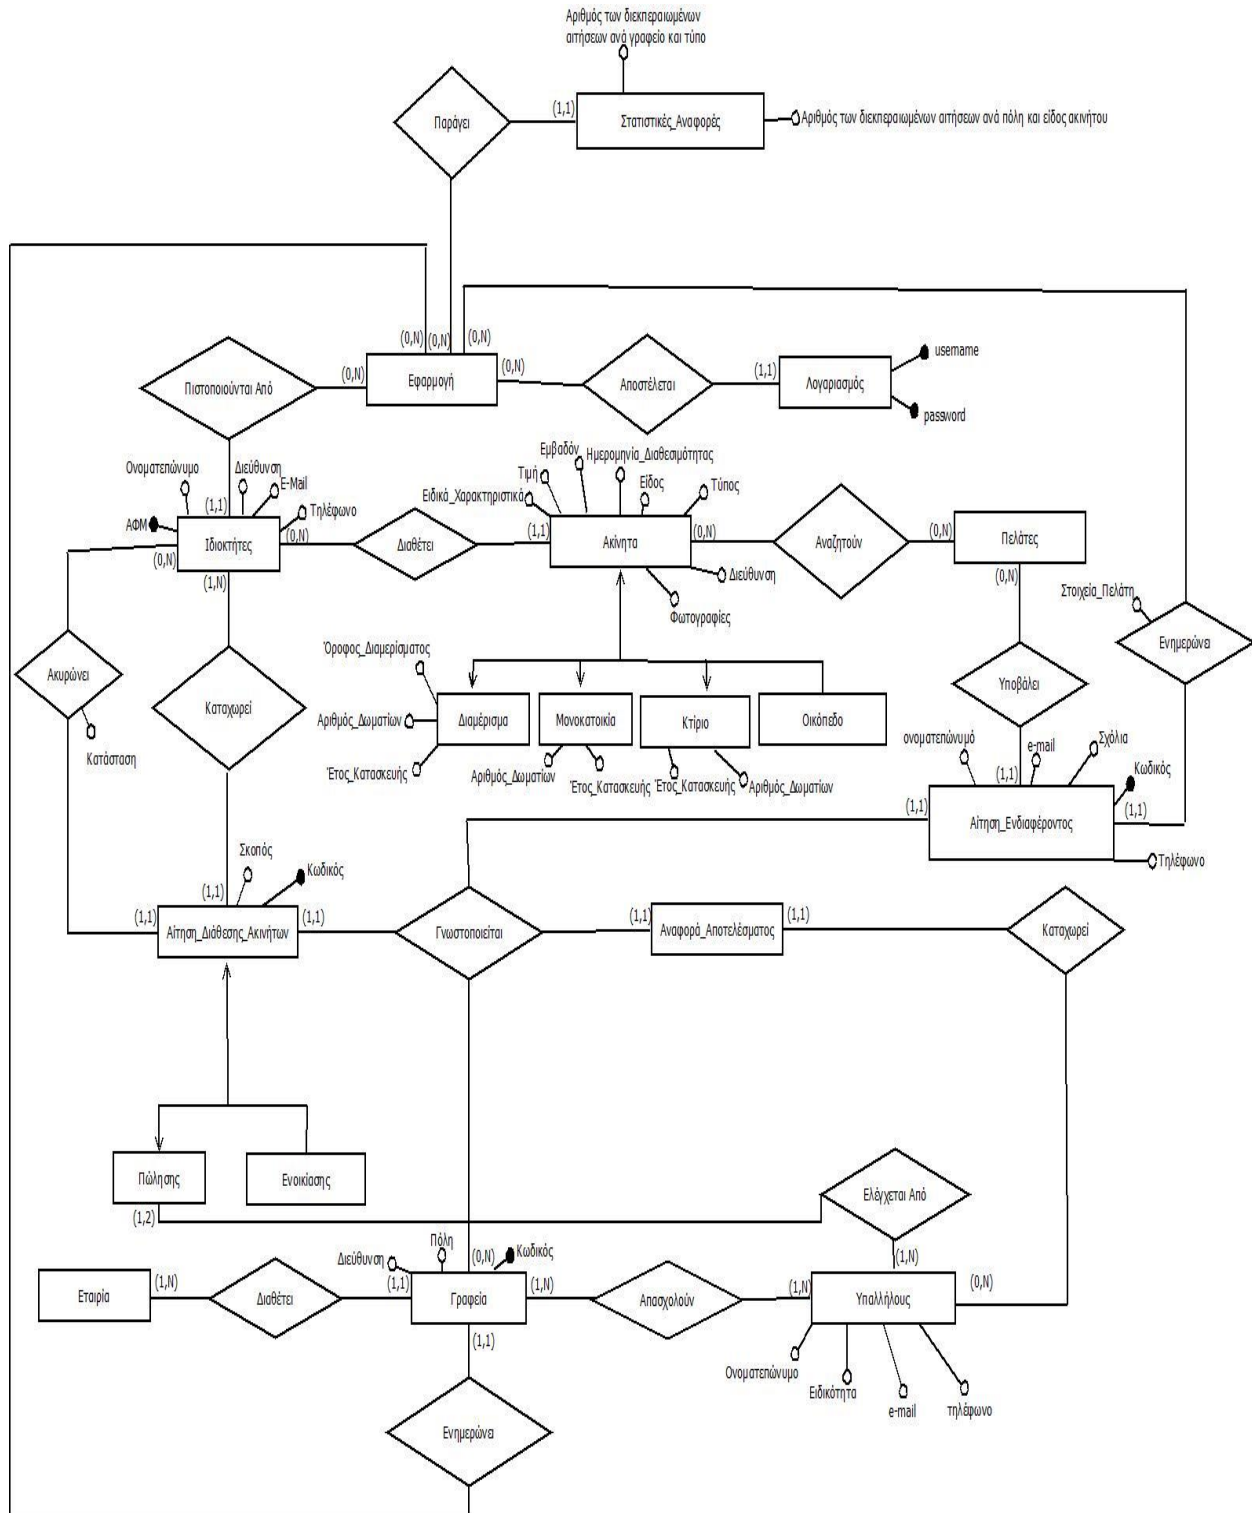 Αριθμός των διεκπεραιωμένων
αιτήσεων ανά γραφείο και τύπο
Παράγει
(1,1)
Στατιστικές_Αναφορές
Αριθμός των διεκπεραιωμένων αιτήσεων ανά πόλη και είδος ακινήτου
(0,N)
(0,N)
(0,N)
Πιστοποιούνται Από
(0,N)
Εφαρμογή
(0,N)
Αποστέλεται
(1,1)
Λογαριασμός
username
password
Ονοματεπώνυμο
Διεύθυνση
E-Mail
Τηλέφωνο
ΑΦΜ
(1,1)
Ιδιοκτήτες
(0,N)
(0,N)
(1,N)
Διαθέτει
Ειδικά_Χαρακτηριστικά
Τιμή
Εμβαδόν
Ημερομηνία_Διαθεσιμότητας
Είδος
Τύπος
(1,1)
Ακίνητα
(0,N)
Διεύθυνση
Φωτογραφίες
Αναζητούν
(0,N)
Πελάτες
(0,N)
Στοιχεία_Πελάτη
Ενημερώνει
Ακυρώνει
Κατάσταση
Καταχωρεί
Όροφος_Διαμερίσματος
Αριθμός_Δωματίων
Έτος_Κατασκευής
Διαμέρισμα
Μονοκατοικία
Κτίριο
Οικόπεδο
Αριθμός_Δωματίων
Έτος_Κατασκευής
Έτος_Κατασκευής
Αριθμός_Δωματίων
Υποβάλει
ονοματεπώνυμό
e-mail
Σχόλια
Κωδικός
(1,1)
(1,1)
Αίτηση_Ενδιαφέροντος
(1,1)
Τηλέφωνο
Σκοπός
Κωδικός
(1,1)
(1,1)
Αίτηση_Διάθεσης_Ακινήτων
(1,1)
Γνωστοποιείται
(1,1)
Αναφορά_Αποτελέσματος
(1,1)
Καταχωρεί
Πώλησης
Ενοικίασης
(1,2)
Ελέγχεται Από
(1,N)
Εταιρία
(1,N)
Διαθέτει
Διεύθυνση
Πόλη
Κωδικός
(0,N)
(1,1)
Γραφεία
(1,N)
(1,1)
Απασχολούν
(1,N)
Υπαλλήλους
(0,N)
Ονοματεπώνυμο
Ειδικότητα
e-mail
τηλέφωνο
Ενημερώνει